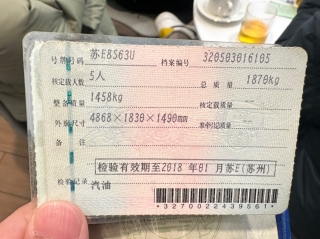 号牌号码 苏E8S63U 档案编号 320503016105
核定载人数 5人 总质量 1870kg
整备质量 1458kg 核定载质量 --
外廓尺寸 4868×1830×1490mm 准牵引总质量 --
备注
检验有效期至2018年01月苏E(苏州)
检验记录 汽油
*3270022439561*